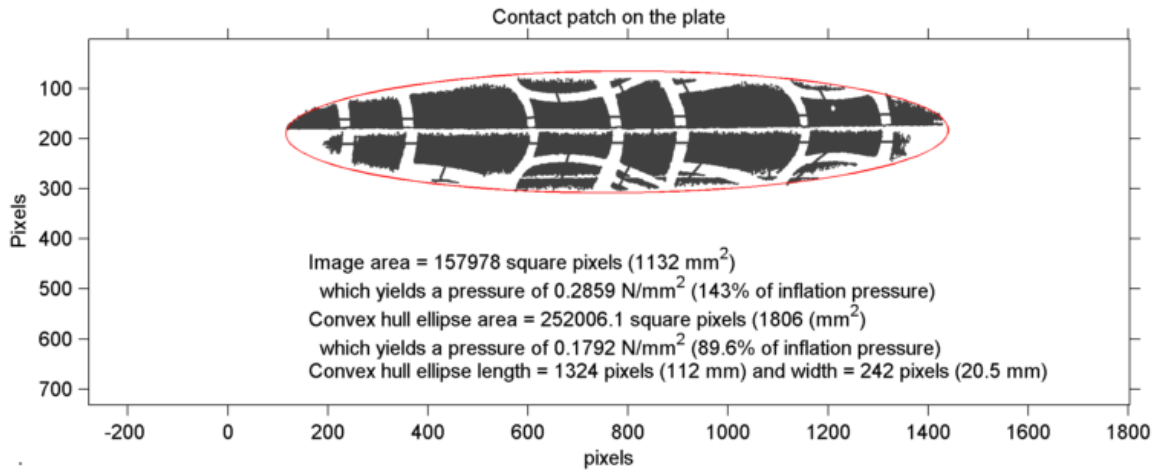 Contact patch on the plate
100
200
300
400
500
600
700
Pixels
Image area = 157978 square pixels (1132 mm²)
which yields a pressure of 0.2859 N/mm² (143% of inflation pressure)
Convex hull ellipse area = 252006.1 square pixels (1806 (mm²)
which yields a pressure of 0.1792 N/mm² (89.6% of inflation pressure)
Convex hull ellipse length = 1324 pixels (112 mm) and width = 242 pixels (20.5 mm)
-200 0 200 400 600 800 1000 1200 1400 1600 1800
pixels